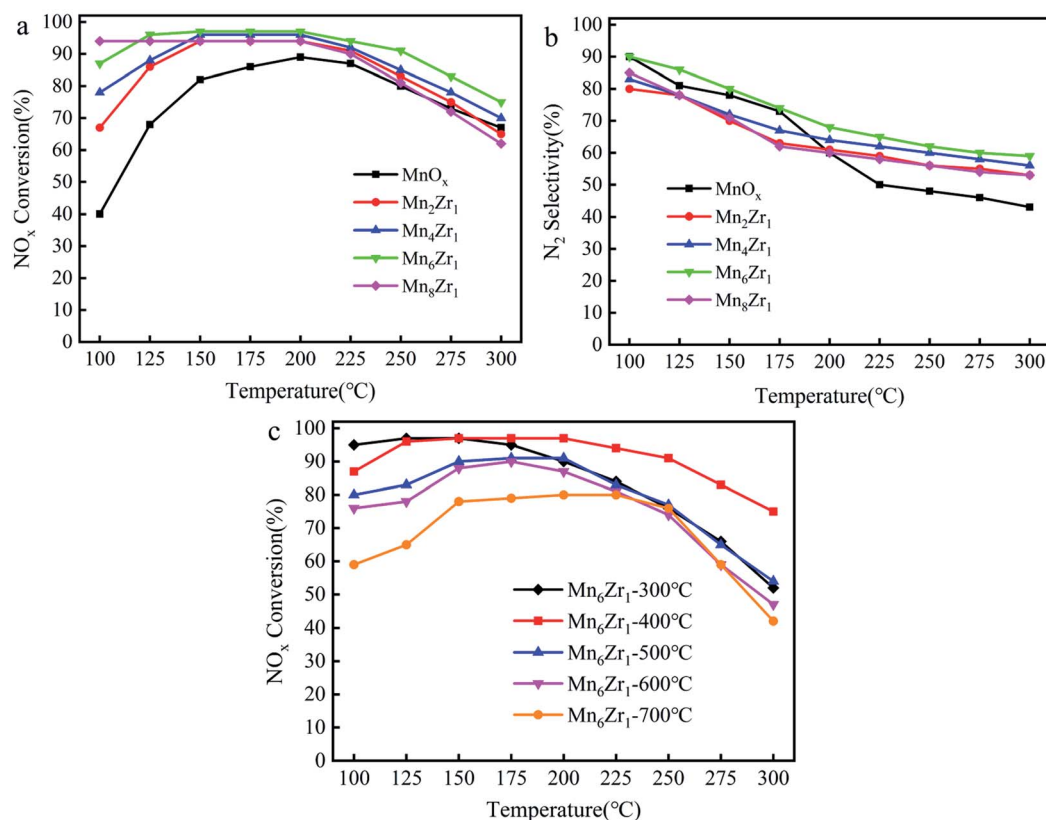 a
NOx Conversion(%)
100
90
80
70
60
50
40
30
20
10
0
MnOx
Mn2Zr1
Mn4Zr1
Mn6Zr1
Mn8Zr1
100 125 150 175 200 225 250 275 300
Temperature(℃)
b
N2 Selectivity(%)
100
90
80
70
60
50
40
30
20
10
0
MnOx
Mn2Zr1
Mn4Zr1
Mn6Zr1
Mn8Zr1
100 125 150 175 200 225 250 275 300
Temperature(℃)
c
NOx Conversion(%)
100
90
80
70
60
50
40
30
20
10
0
Mn6Zr1-300℃
Mn6Zr1-400℃
Mn6Zr1-500℃
Mn6Zr1-600℃
Mn6Zr1-700℃
100 125 150 175 200 225 250 275 300
Temperature(℃)